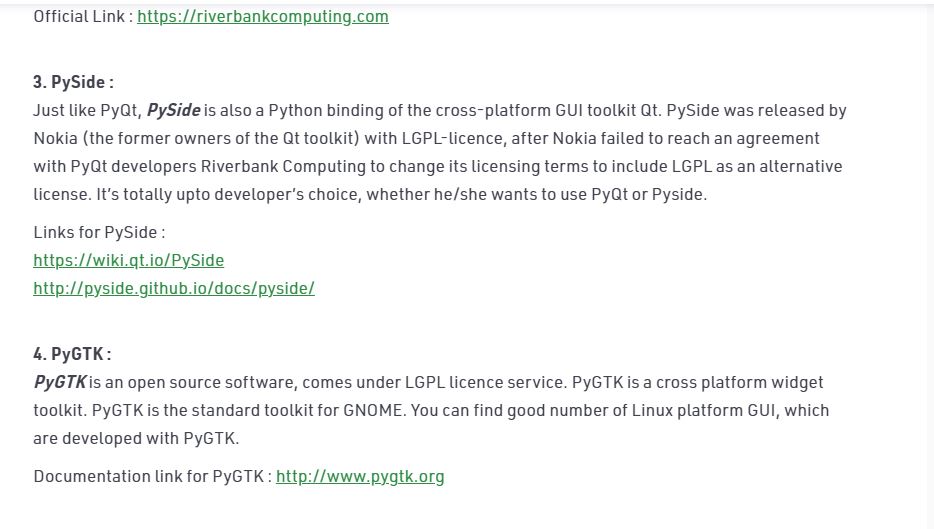 Official Link : https://riverbankcomputing.com
3. PySide :
Just like PyQt, PySide is also a Python binding of the cross-platform GUI toolkit Qt. PySide was released by
Nokia (the former owners of the Qt toolkit) with LGPL-licence, after Nokia failed to reach an agreement
with PyQt developers Riverbank Computing to change its licensing terms to include LGPL as an alternative
license. It’s totally upto developer’s choice, whether he/she wants to use PyQt or Pyside.
Links for PySide :
https://wiki.qt.io/PySide
http://pyside.github.io/docs/pyside/
4. PyGTK :
PyGTK is an open source software, comes under LGPL licence service. PyGTK is a cross platform widget
toolkit. PyGTK is the standard toolkit for GNOME. You can find good number of Linux platform GUI, which
are developed with PyGTK.
Documentation link for PyGTK : http://www.pygtk.org